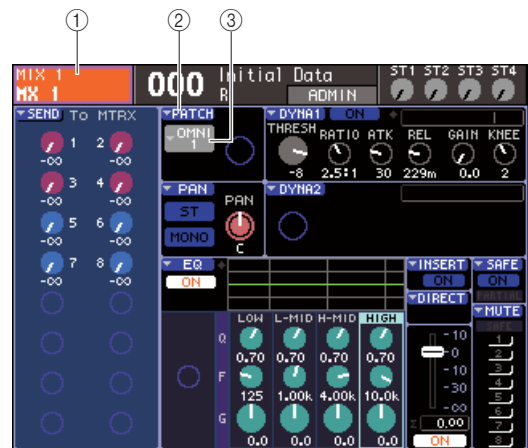 ① ② ③
MIX 1
MX 1
000 Initial Data
R ADMIN
ST1 ST2 ST3 ST4
SEND To MTRX
1 2
-∞ -∞
3 4
-∞ -∞
5 6
-∞ -∞
7 8
-∞ -∞
PATCH
OMNI
1
DYNA1 ON
THRESH RATIO ATK REL GAIN KNEE
-8 2.5:1 30 229m 0.0 2
PAN
ST PAN
MONO
C
DYNA2
EQ
ON
LOW L-MID H-MID HIGH
Q
0.70 0.70 0.70 0.70
F
125 1.00k 4.00k 10.0k
G
0.0 0.0 0.0 0.0
INSERT
ON
DIRECT
-10
-0
-10
-30
-∞
Σ 0.00
ON
SAFE
ON
PARTIAL
MUTE
SAFE
1
2
3
4
5
6
7
8